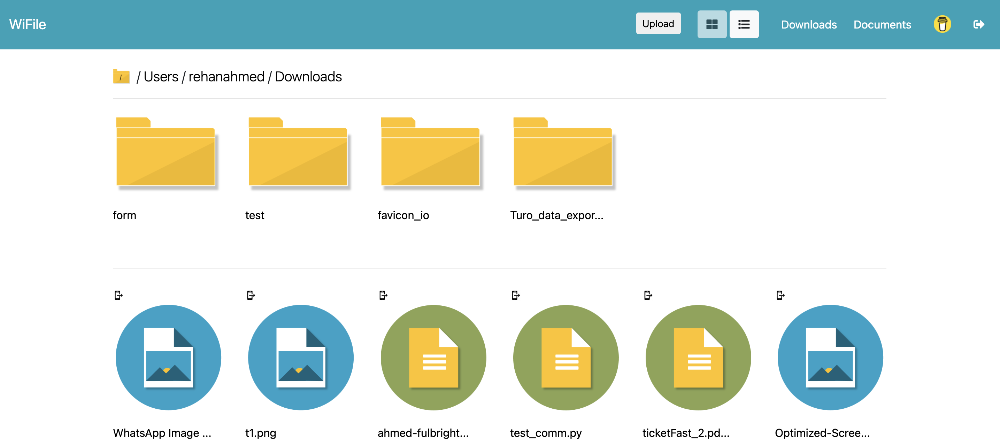 WiFile Upload Downloads Documents
/ / Users / rehanahmed / Downloads
form test favicon_io Turo_data_expor...
WhatsApp Image ... t1.png ahmed-fulbright... test_comm.py ticketFast_2.pd... Optimized-Scree...